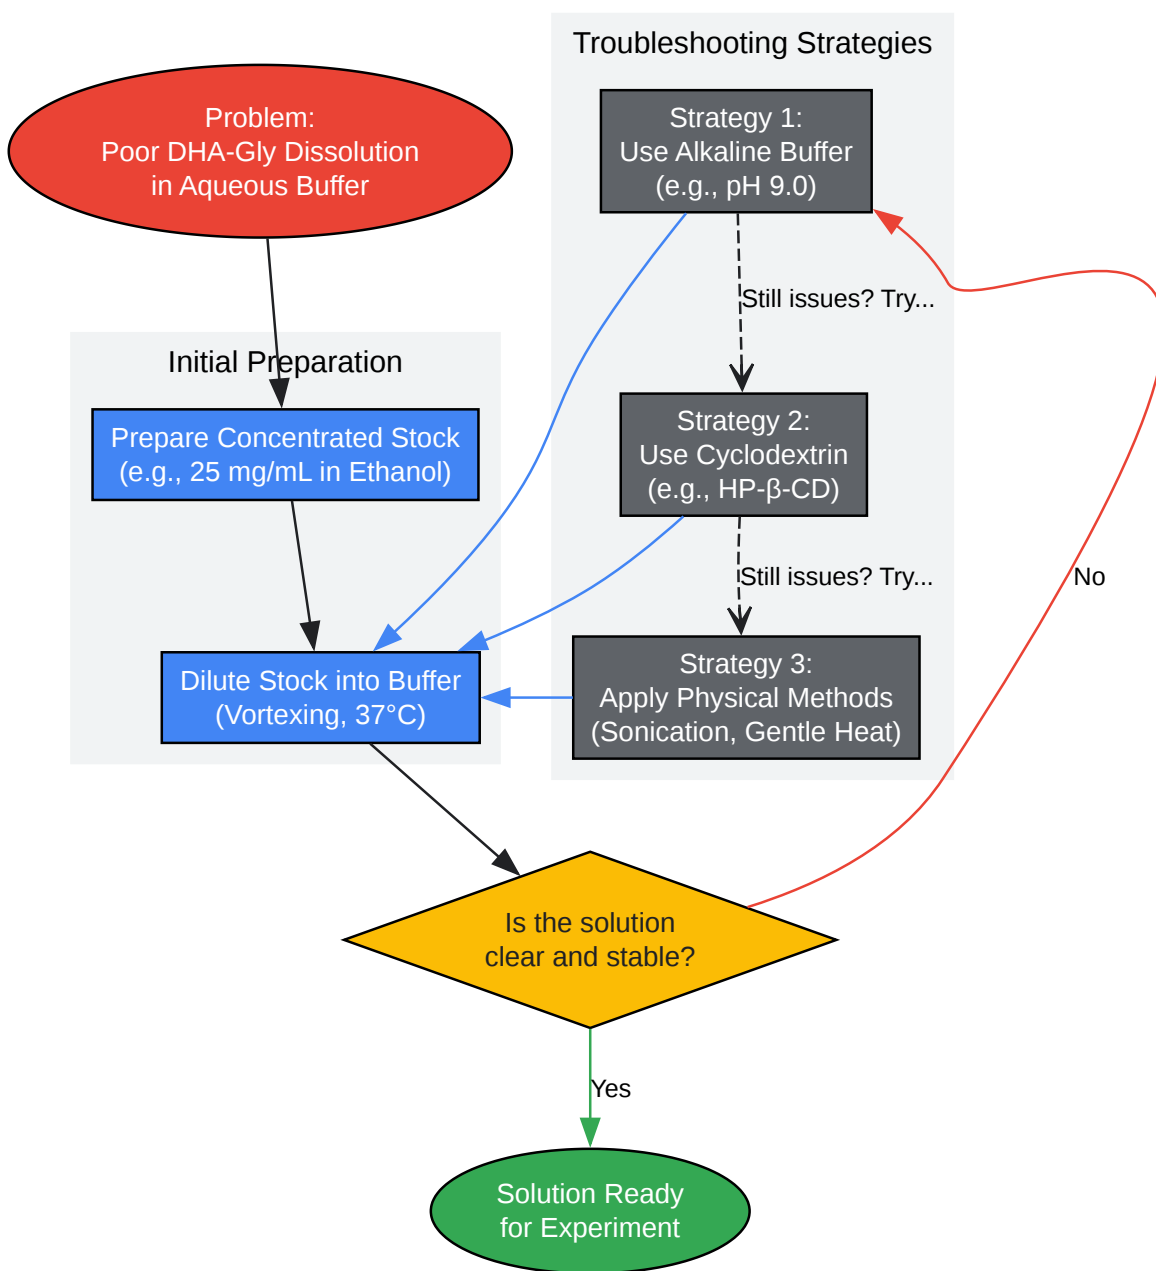 Troubleshooting Strategies
Problem:
Poor DHA-Gly Dissolution
in Aqueous Buffer
Strategy 1:
Use Alkaline Buffer
(e.g., pH 9.0)
Still issues? Try...
Initial Preparation
Prepare Concentrated Stock
(e.g., 25 mg/mL in Ethanol)
Strategy 2:
Use Cyclodextrin
(e.g., HP-β-CD)
Still issues? Try...
No
Dilute Stock into Buffer
(Vortexing, 37°C)
Strategy 3:
Apply Physical Methods
(Sonication, Gentle Heat)
Is the solution
clear and stable?
Yes
Solution Ready
for Experiment